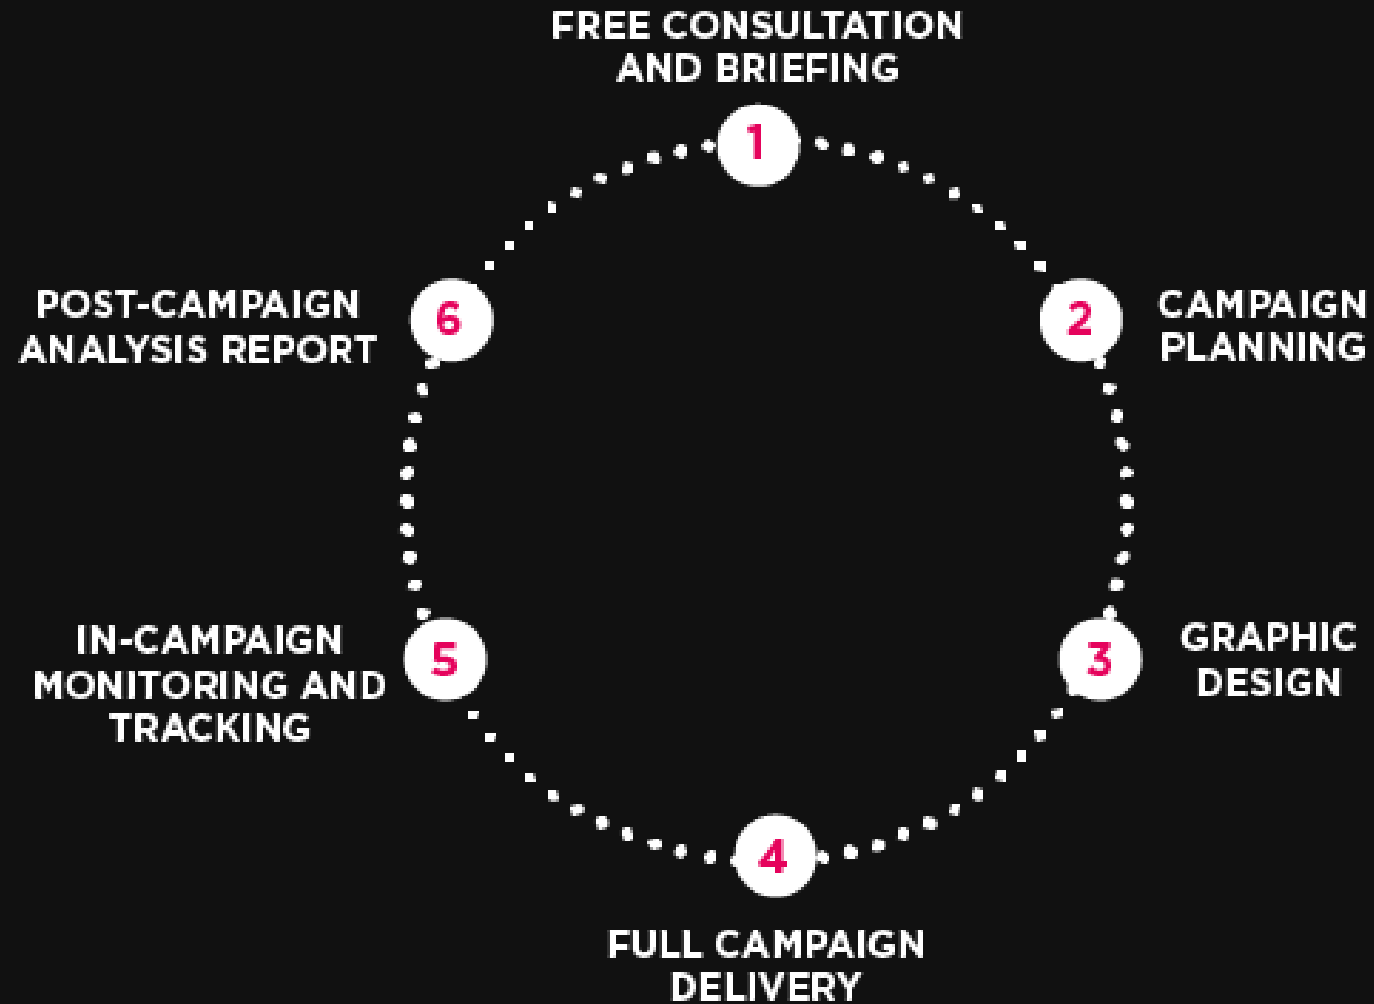 FREE CONSULTATION
AND BRIEFING
1
2
CAMPAIGN
PLANNING
3
GRAPHIC
DESIGN
4
FULL CAMPAIGN
DELIVERY
5
IN-CAMPAIGN
MONITORING AND
TRACKING
6
POST-CAMPAIGN
ANALYSIS REPORT